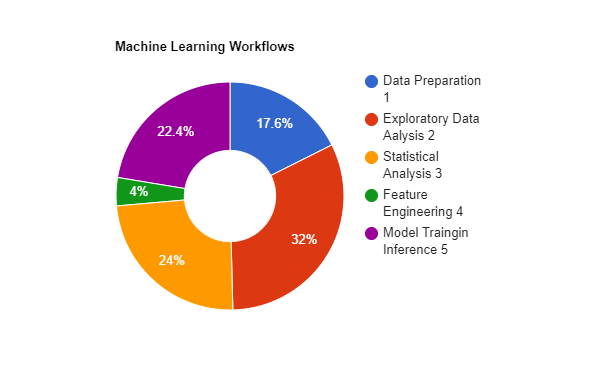 Machine Learning Workflows
17.6%
32%
24%
4%
22.4%
Data Preparation
1
Exploratory Data
Aalysis 2
Statistical
Analysis 3
Feature
Engineering 4
Model Traingin
Inference 5